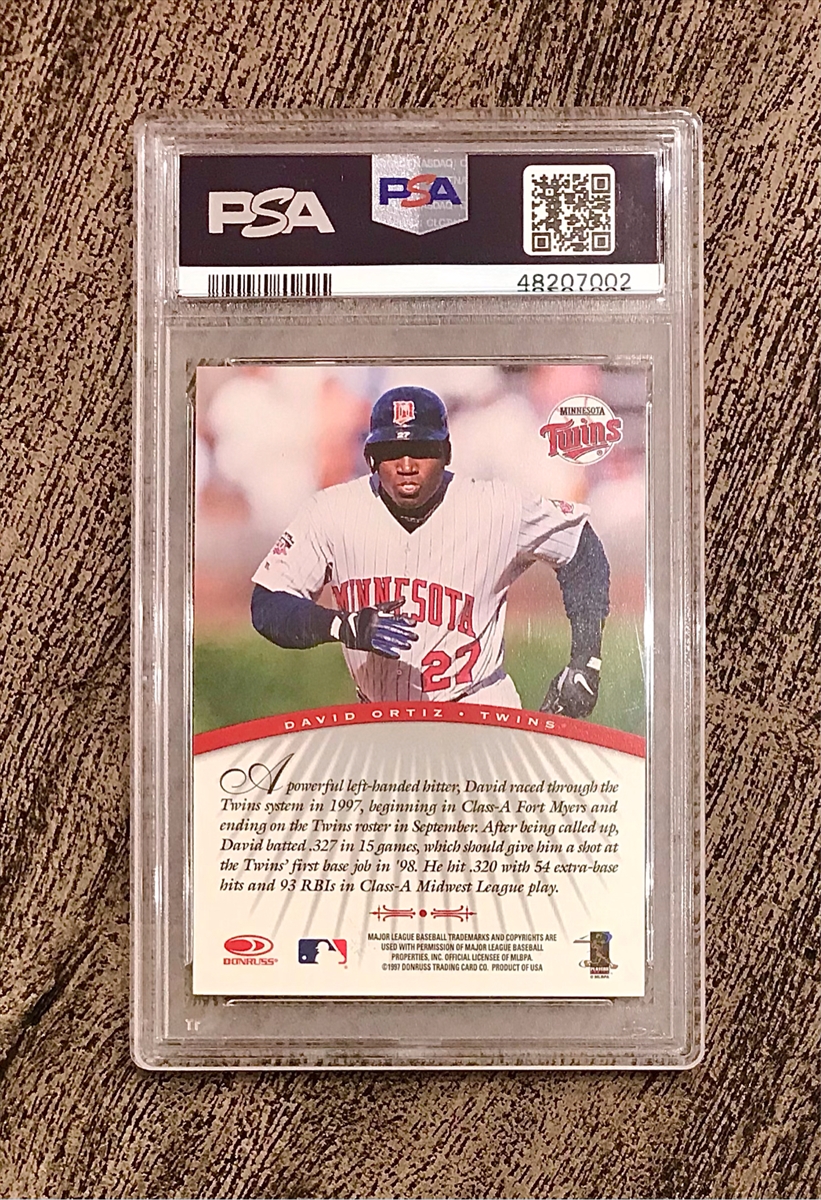 PSA
PSA
48207002
MINNESOTA
Twins
27
MINNESOTA
27
DAVID ORTIZ • TWINS
A powerful left-handed hitter, David raced through the
Twins system in 1997, beginning in Class-A Fort Myers and
ending on the Twins roster in September. After being called up,
David batted .327 in 15 games, which should give him a shot at
the Twins' first base job in '98. He hit .320 with 54 extra-base
hits and 93 RBIs in Class-A Midwest League play.
DONRUSS
MAJOR LEAGUE BASEBALL TRADEMARKS AND COPYRIGHTS ARE
USED WITH PERMISSION OF MAJOR LEAGUE BASEBALL
PROPERTIES, INC. OFFICIAL LICENSEE OF MLBPA.
©1997 DONRUSS TRADING CARD CO. PRODUCT OF USA
© MLBPA